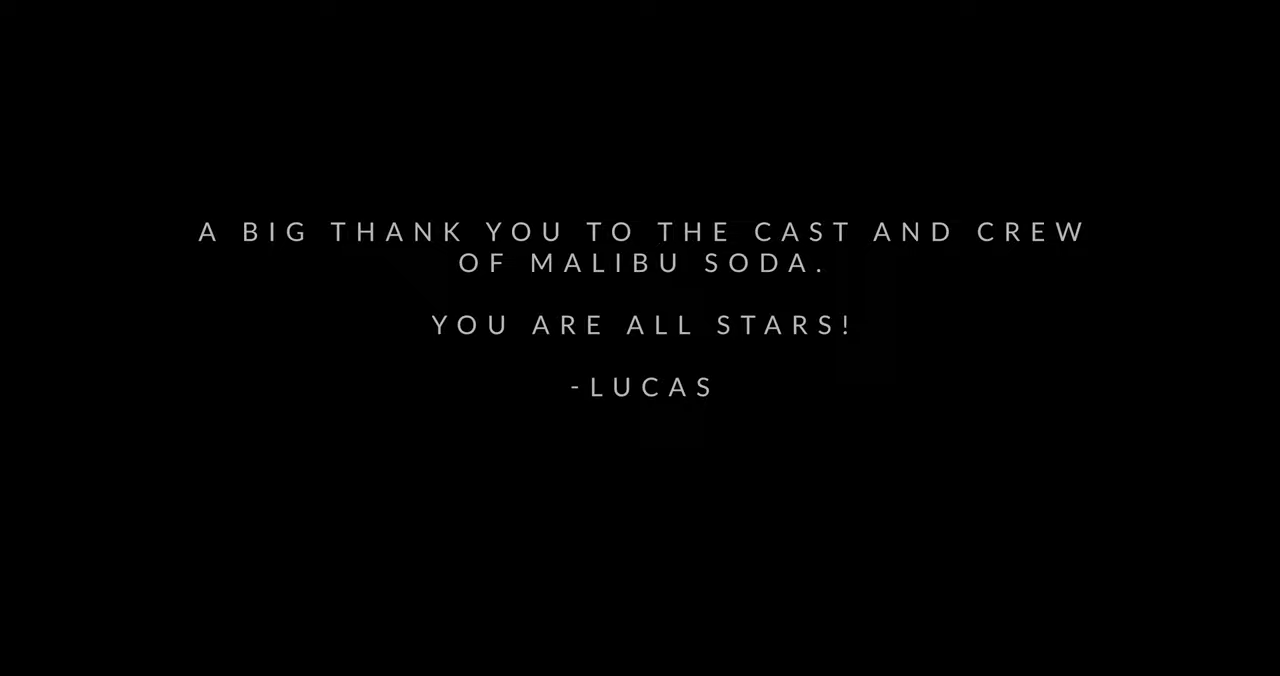 A BIG THANK YOU TO THE CAST AND CREW
OF MALIBU SODA.
YOU ARE ALL STARS!
-LUCAS